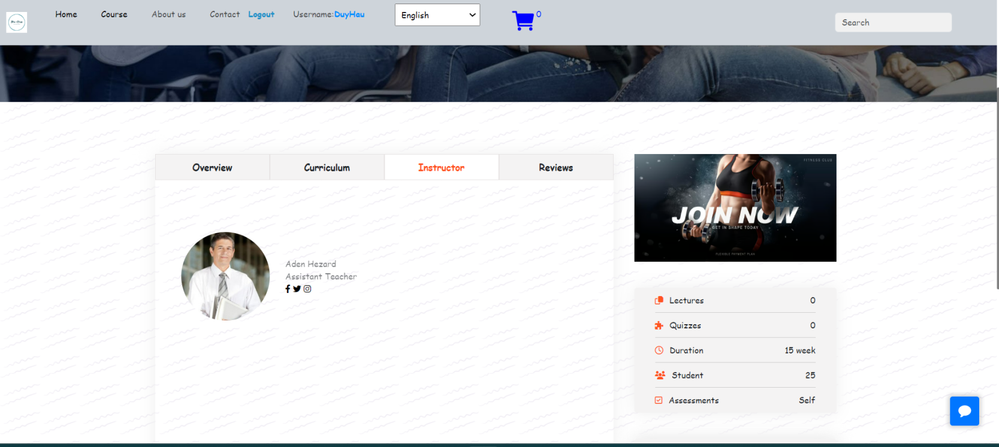 Home Course About us Contact Logout Username:DuyHau English 0 Search
Overview Curriculum Instructor Reviews
FITNESS CLUB
JOIN NOW
GET IN SHAPE TODAY
FLEXIBLE PAYMENT PLAN
Aden Hezard
Assistant Teacher
Lectures 0
Quizzes 0
Duration 15 week
Student 25
Assessments Self